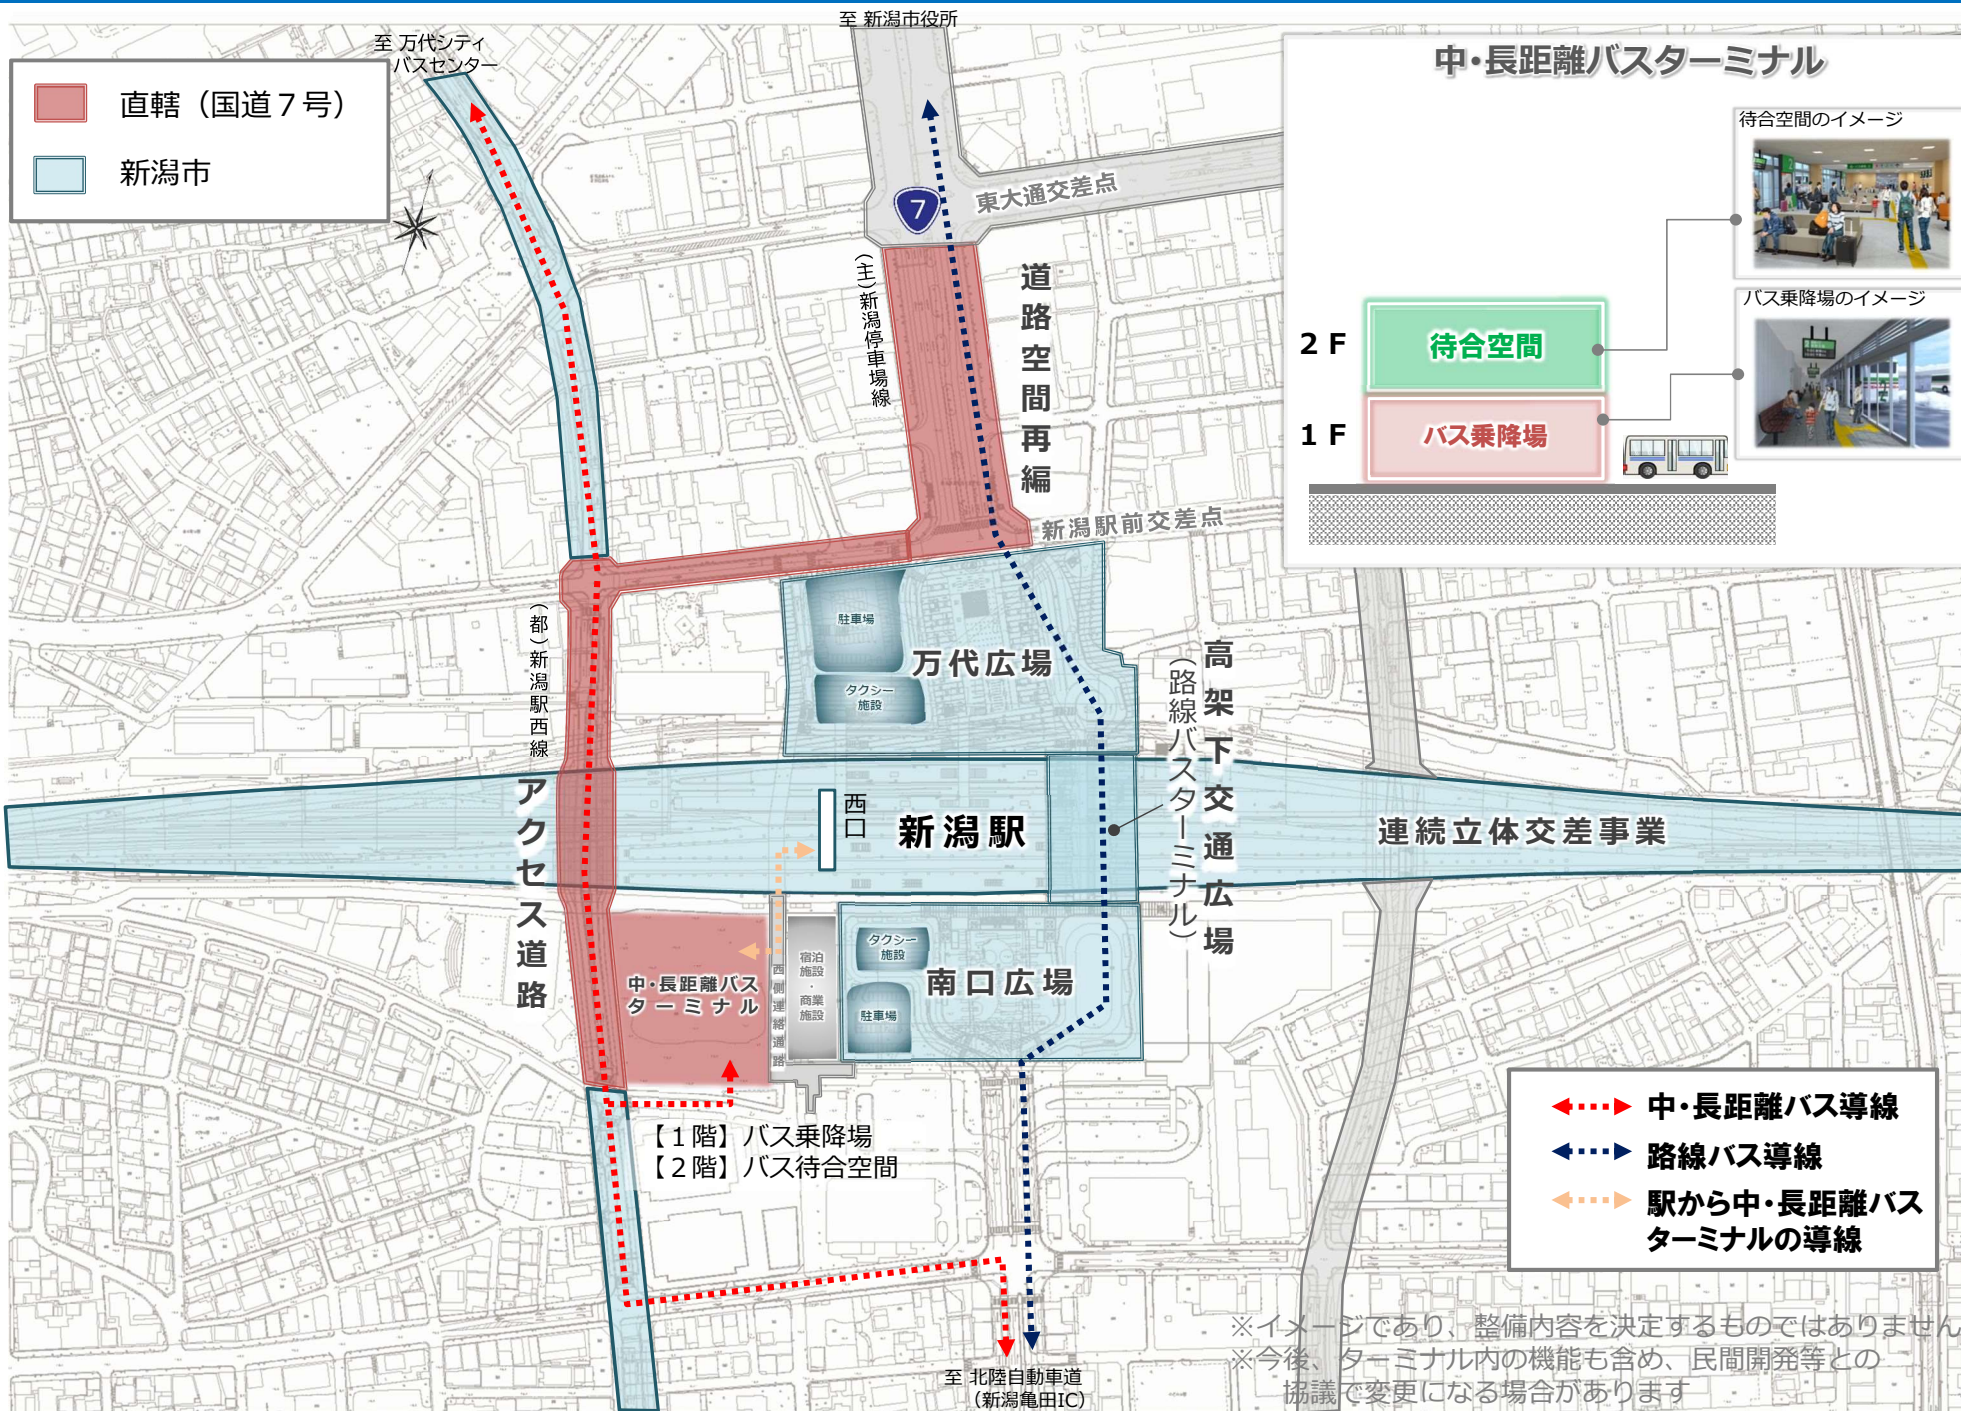 至 新潟市役所
至 万代シティ
バスセンター
直轄（国道７号）
新潟市
中・長距離バスターミナル
待合空間のイメージ
バス乗降場のイメージ
２Ｆ
待合空間
１Ｆ
バス乗降場
7
東大通交差点
（主）新潟停車場線
道路空間再編
新潟駅前交差点
駐車場
万代広場
タクシー
施設
（都）新潟駅西線
アクセス道路
高架下交通広場
（路線バスターミナル）
西口
新潟駅
連続立体交差事業
中・長距離バス
ターミナル
西側連絡通路
宿泊
施設
・
商業
施設
タクシー
施設
南口広場
駐車場
【１階】バス乗降場
【２階】バス待合空間
中・長距離バス導線
路線バス導線
駅から中・長距離バス
ターミナルの導線
至 北陸自動車道
（新潟亀田IC）
※イメージであり、整備内容を決定するものではありません
※今後、ターミナル内の機能も含め、民間開発等との
協議で変更になる場合があります